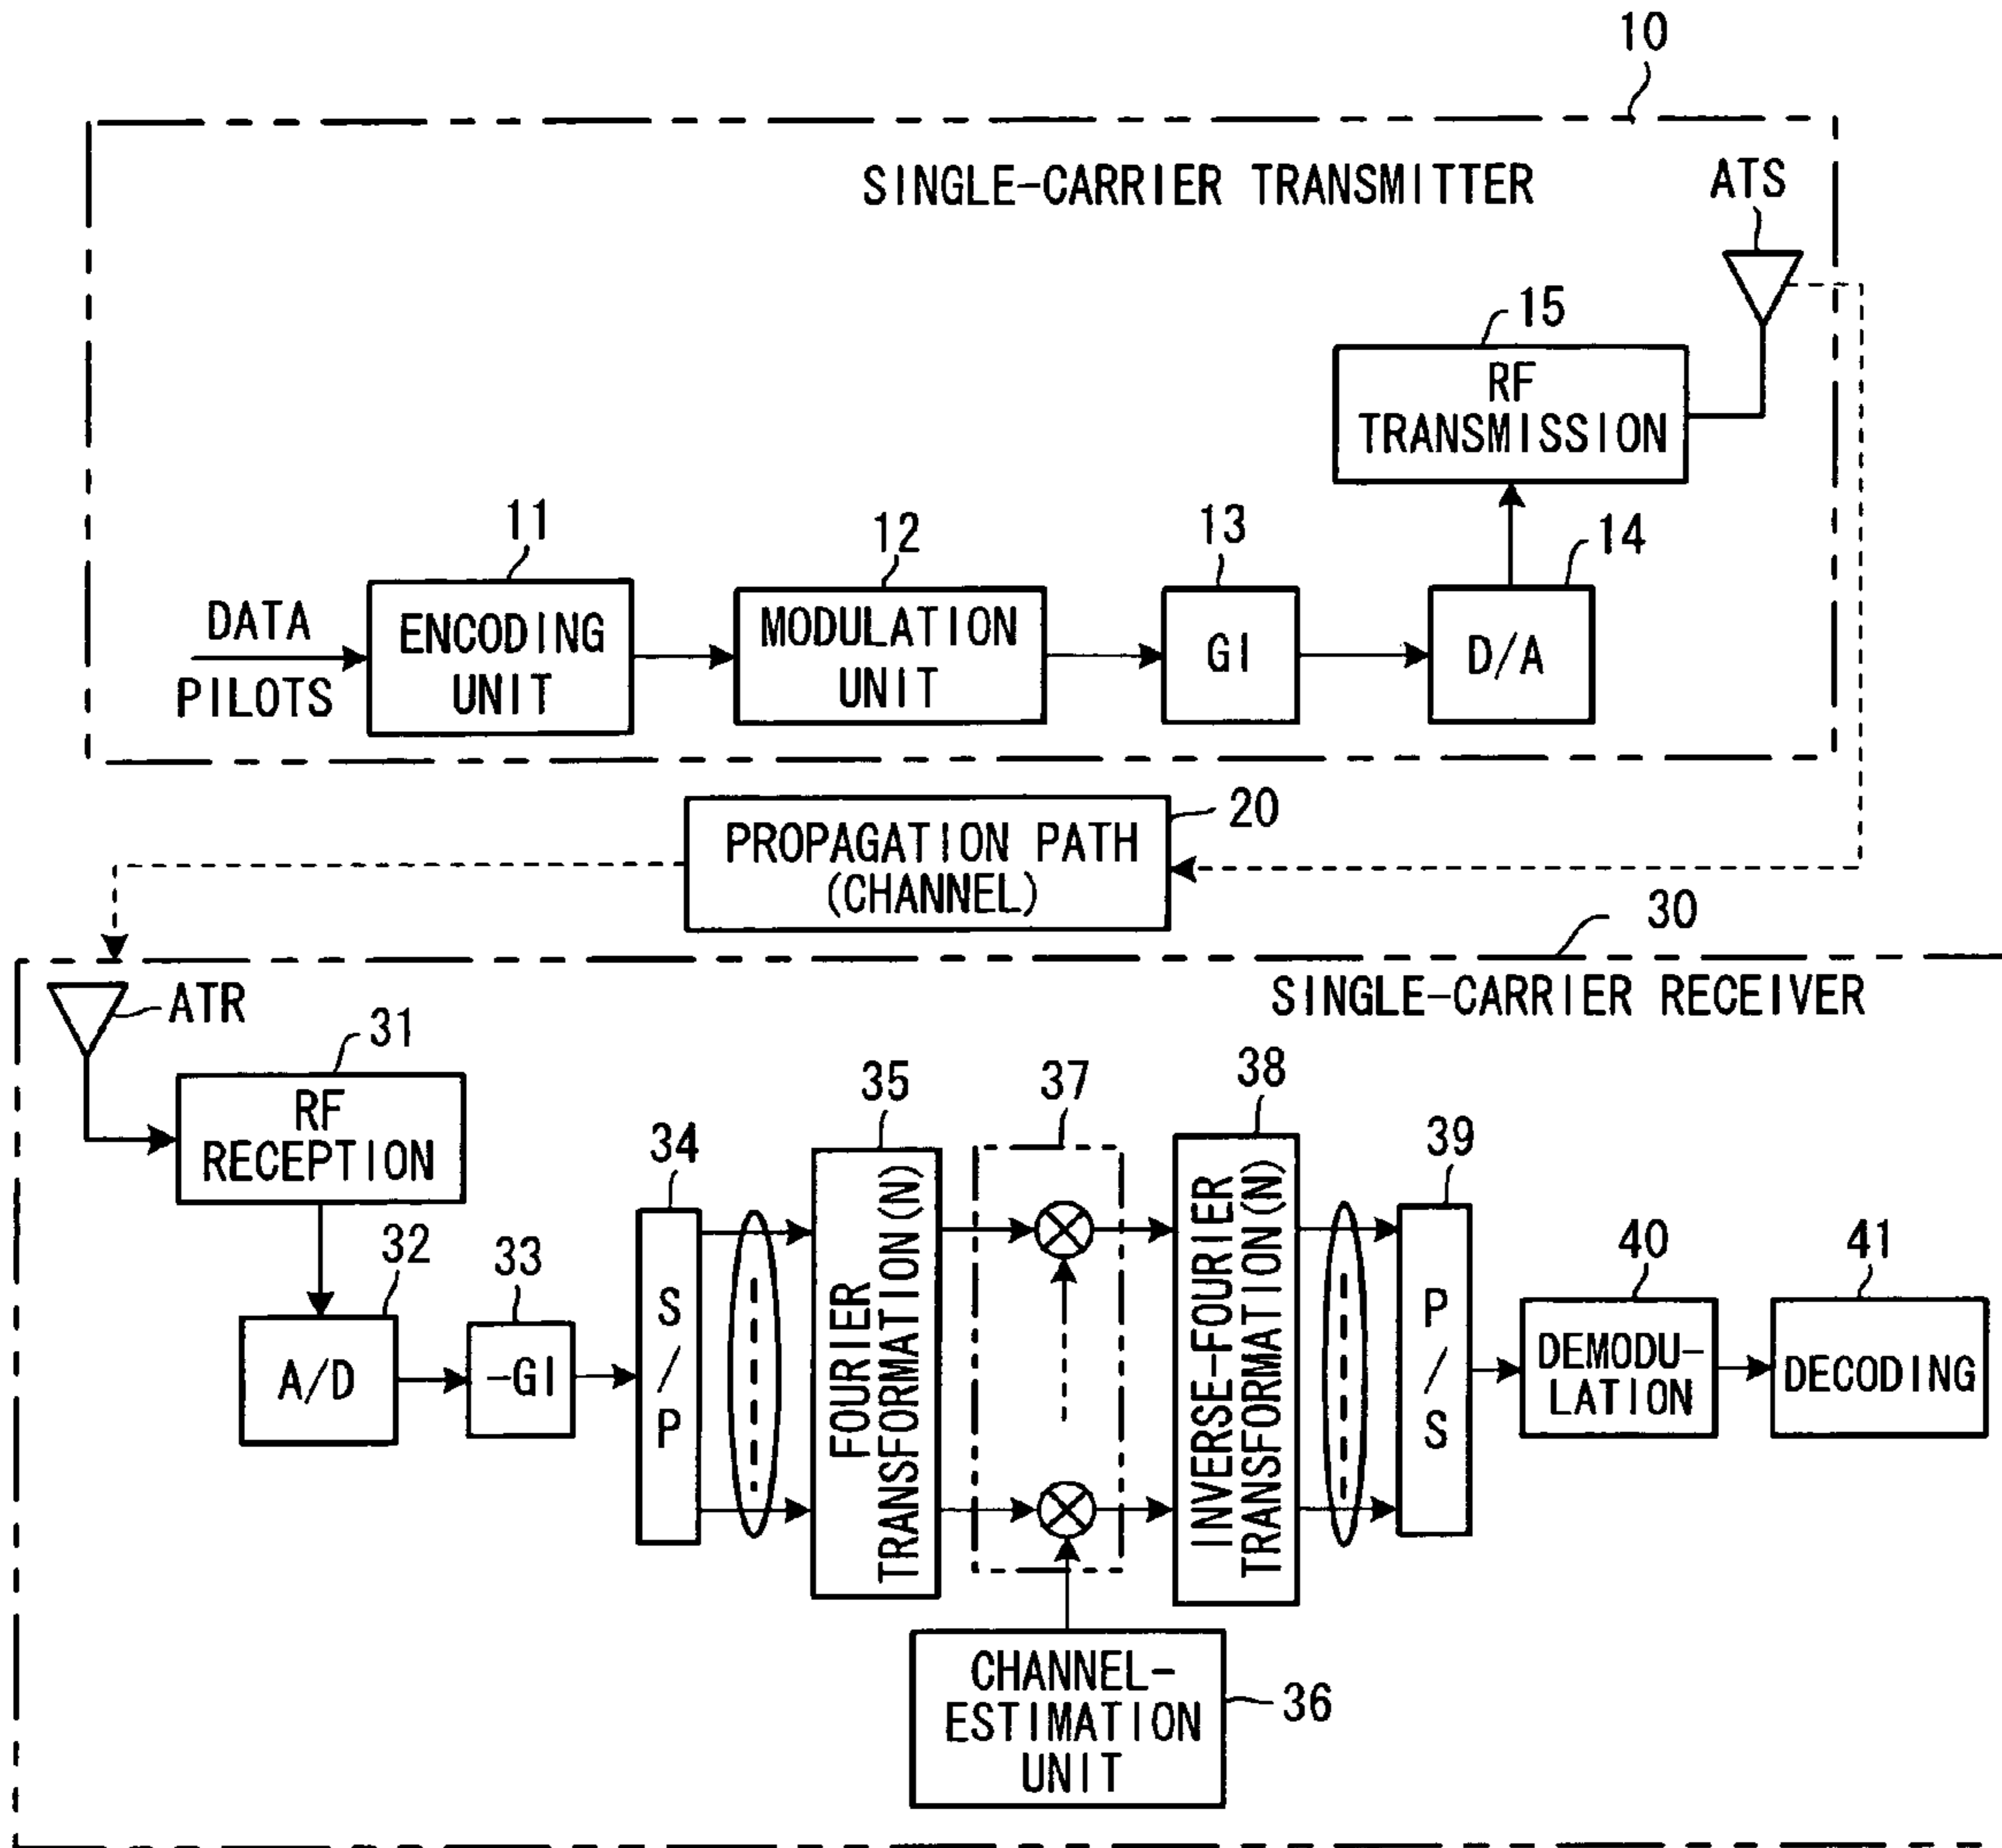 10
SINGLE-CARRIER TRANSMITTER
ATS
15
RF
TRANSMISSION
11
12
13
14
DATA
PILOTS
ENCODING
UNIT
MODULATION
UNIT
GI
D/A
20
PROPAGATION PATH
(CHANNEL)
30
SINGLE-CARRIER RECEIVER
ATR
31
RF
RECEPTION
32
A/D
33
-GI
34
S
/
P
35
FOURIER
TRANSFORMATION(N)
37
38
INVERSE-FOURIER
TRANSFORMATION(N)
39
P
/
S
40
DEMODU-
LATION
41
DECODING
CHANNEL-
ESTIMATION
UNIT
36